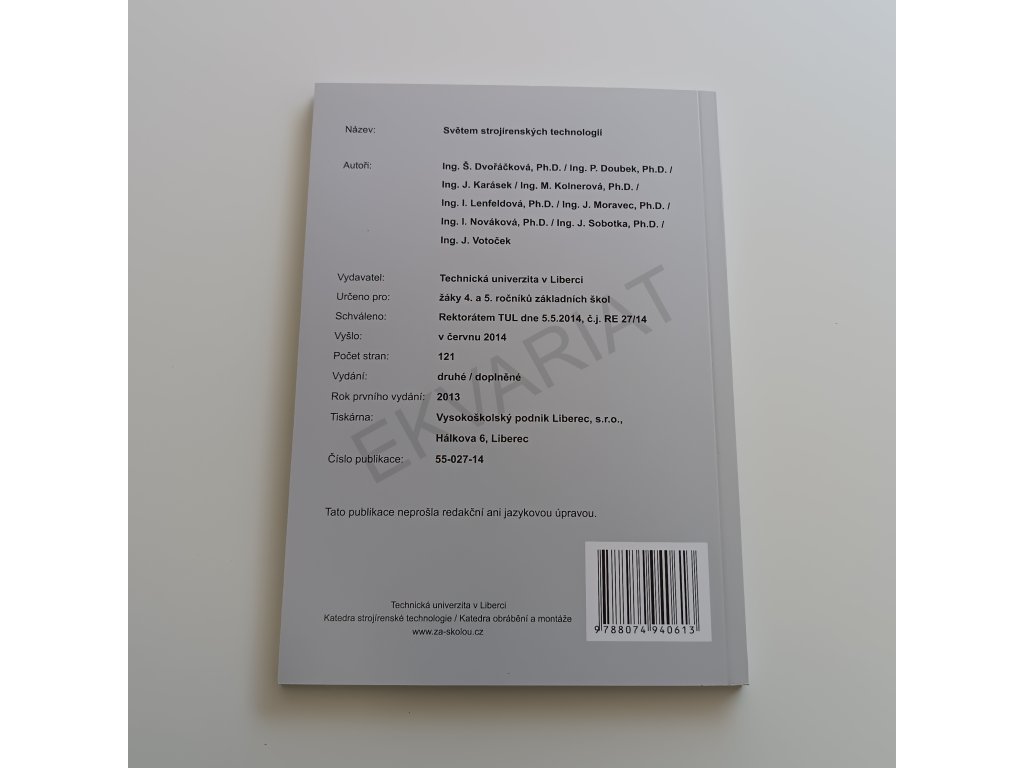 Název: Světem strojírenských technologií
Autoři: Ing. Š. Dvořáčková, Ph.D. / Ing. P. Doubek, Ph.D. /
Ing. J. Karásek / Ing. M. Kolnerová, Ph.D. /
Ing. I. Lenfeldová, Ph.D. / Ing. J. Moravec, Ph.D. /
Ing. I. Nováková, Ph.D. / Ing. J. Sobotka, Ph.D. /
Ing. J. Votoček
Vydavatel: Technická univerzita v Liberci
Určeno pro: žáky 4. a 5. ročníků základních škol
Schváleno: Rektorátem TUL dne 5.5.2014, č.j. RE 27/14
Vyšlo: v červnu 2014
Počet stran: 121
Vydání: druhé / doplněné
Rok prvního vydání: 2013
Tiskárna: Vysokoškolský podnik Liberec, s.r.o.,
Hálkova 6, Liberec
Číslo publikace: 55-027-14
EKVARIAT
Tato publikace neprošla redakční ani jazykovou úpravou.
Technická univerzita v Liberci
Katedra strojírenské technologie / Katedra obrábění a montáže
www.za-skolou.cz
9 788074 940613